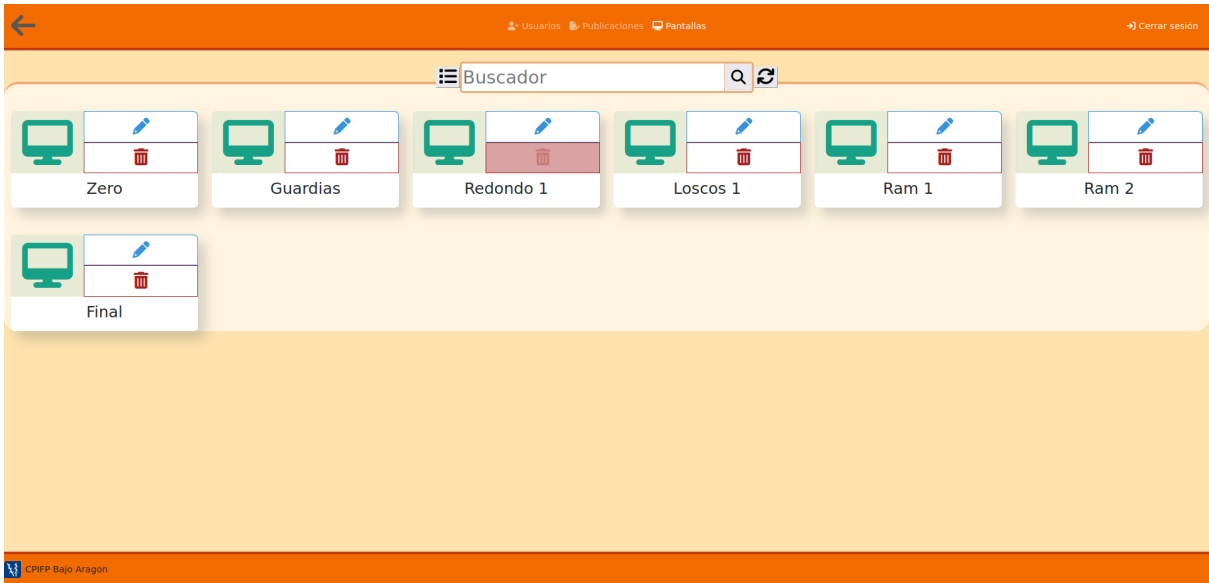 Usuarios Publicaciones Pantallas Cerrar sesión
Buscador
Zero Guardias Redondo 1 Loscos 1 Ram 1 Ram 2
Final
CPIFP Bajo Aragon